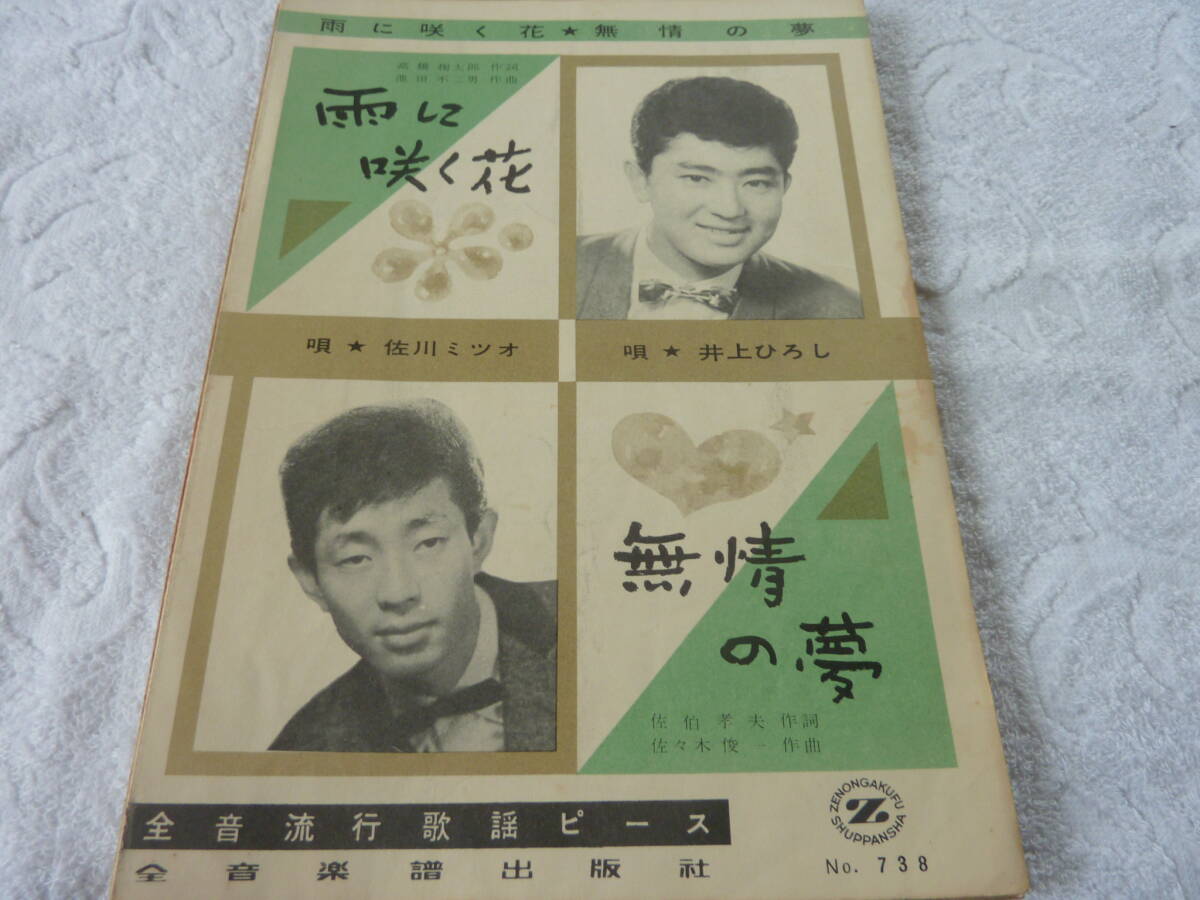 雨に咲く花★無情の夢
高橋掬太郎 作詞
池田不二男 作曲
雨に
咲く花
唄 ★ 佐川ミツオ
唄 ★ 井上ひろし
無情
の夢
佐伯孝夫 作詞
佐々木俊一 作曲
ZENONGAKUFU
Z
SHUPPANSHA
全音流行歌謡ピース
全音楽譜出版社
No. 738